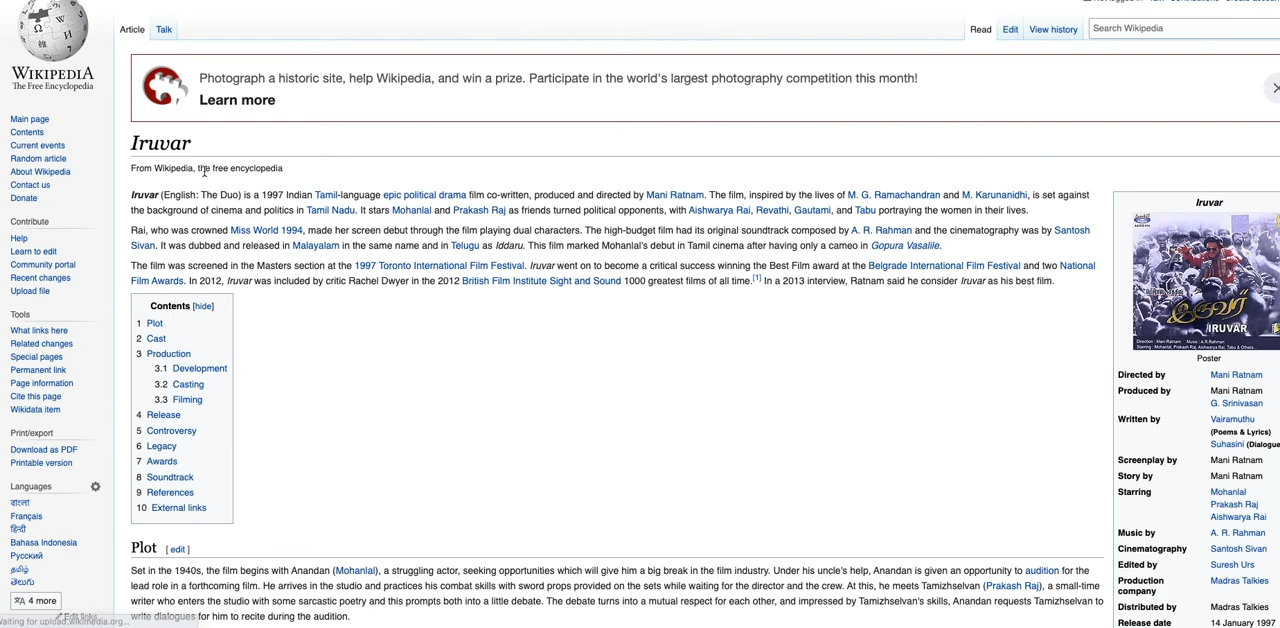 Article Talk Read Edit View history Search Wikipedia
WIKIPEDIA
The Free Encyclopedia
Photograph a historic site, help Wikipedia, and win a prize. Participate in the world's largest photography competition this month!
Learn more
Main page
Contents
Current events
Random article
About Wikipedia
Contact us
Donate
Contribute
Help
Learn to edit
Community portal
Recent changes
Upload file
Tools
What links here
Related changes
Special pages
Permanent link
Page information
Cite this page
Wikidata item
Print/export
Download as PDF
Printable version
Languages
বাংলা
Français
हिन्दी
Bahasa Indonesia
Русский
தமிழ்
తెలుగు
4 more
Edit links
Waiting for upload.wikimedia.org...
Iruvar
From Wikipedia, the free encyclopedia
Iruvar (English: The Duo) is a 1997 Indian Tamil-language epic political drama film co-written, produced and directed by Mani Ratnam. The film, inspired by the lives of M. G. Ramachandran and M. Karunanidhi, is set against
the background of cinema and politics in Tamil Nadu. It stars Mohanlal and Prakash Raj as friends turned political opponents, with Aishwarya Rai, Revathi, Gautami, and Tabu portraying the women in their lives.
Rai, who was crowned Miss World 1994, made her screen debut through the film playing dual characters. The high-budget film had its original soundtrack composed by A. R. Rahman and the cinematography was by Santosh
Sivan. It was dubbed and released in Malayalam in the same name and in Telugu as Iddaru. This film marked Mohanlal's debut in Tamil cinema after having only a cameo in Gopura Vasalile.
The film was screened in the Masters section at the 1997 Toronto International Film Festival. Iruvar went on to become a critical success winning the Best Film award at the Belgrade International Film Festival and two National
Film Awards. In 2012, Iruvar was included by critic Rachel Dwyer in the 2012 British Film Institute Sight and Sound 1000 greatest films of all time.[1] In a 2013 interview, Ratnam said he consider Iruvar as his best film.
Contents [hide]
1 Plot
2 Cast
3 Production
3.1 Development
3.2 Casting
3.3 Filming
4 Release
5 Controversy
6 Legacy
7 Awards
8 Soundtrack
9 References
10 External links
Plot [ edit ]
Set in the 1940s, the film begins with Anandan (Mohanlal), a struggling actor, seeking opportunities which will give him a big break in the film industry. Under his uncle's help, Anandan is given an opportunity to audition for the
lead role in a forthcoming film. He arrives in the studio and practices his combat skills with sword props provided on the sets while waiting for the director and the crew. At this, he meets Tamizhselvan (Prakash Raj), a small-time
writer who enters the studio with some sarcastic poetry and this prompts both into a little debate. The debate turns into a mutual respect for each other, and impressed by Tamizhselvan's skills, Anandan requests Tamizhselvan to
write dialogues for him to recite during the audition.
Iruvar
இருவர்
IRUVAR
Direction : Mani Ratnam Music : A.R.Rahman
Starring : Mohanlal, Prakash Raj, Aishwarya Rai, Tabu & Others...
Poster
Directed by Mani Ratnam
Produced by Mani Ratnam
G. Srinivasan
Written by Vairamuthu
(Poems & Lyrics)
Suhasini (Dialogue
Screenplay by Mani Ratnam
Story by Mani Ratnam
Starring Mohanlal
Prakash Raj
Aishwarya Rai
Music by A. R. Rahman
Cinematography Santosh Sivan
Edited by Suresh Urs
Production Madras Talkies
company
Distributed by Madras Talkies
Release date 14 January 1997